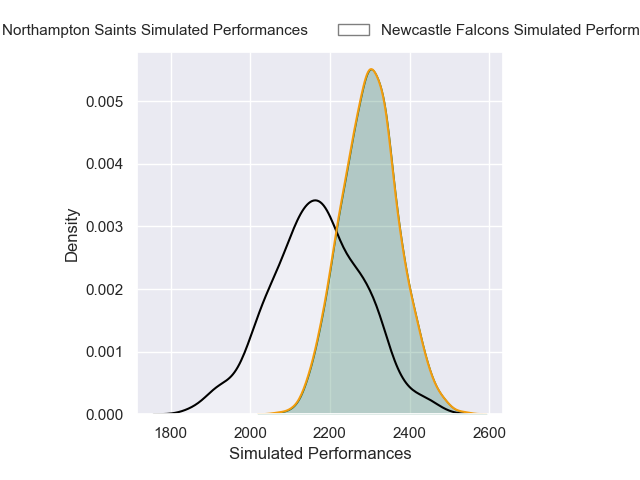 Northampton Saints Simulated Performances
Newcastle Falcons Simulated Perform
0.005
0.004
0.003
0.002
0.001
0.000
Density
1800 2000 2200 2400 2600
Simulated Performances